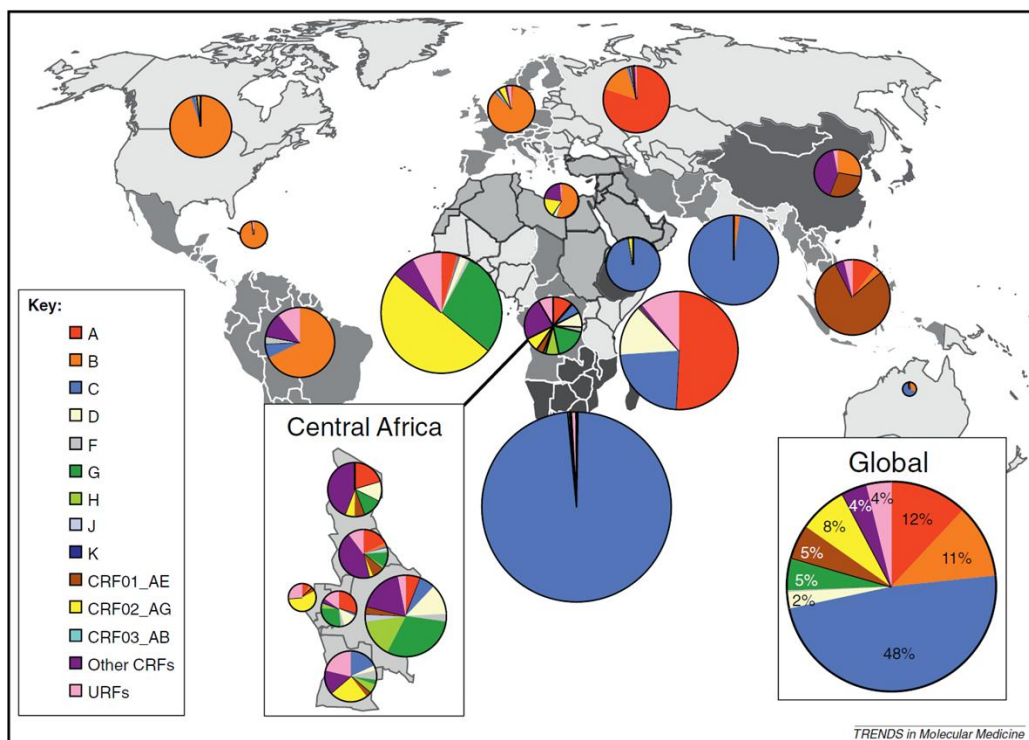 Key:
A
B
C
D
F
G
H
J
K
CRF01_AE
CRF02_AG
CRF03_AB
Other CRFs
URFs
Central Africa
Global
4%
4%
12%
8%
11%
5%
5%
2%
48%
TRENDS in Molecular Medicine